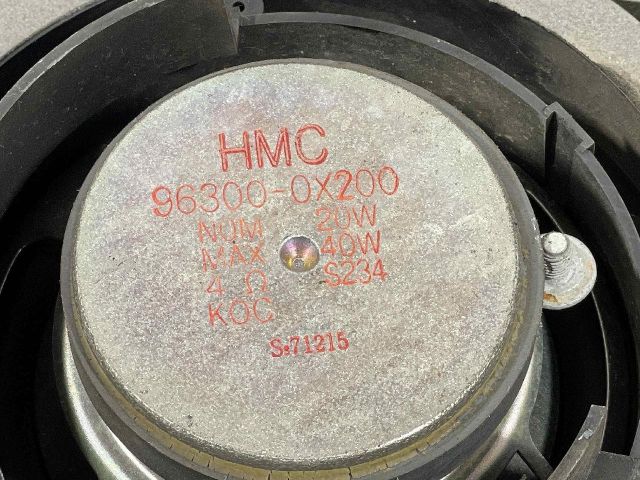 HMC
96300-0X200
NOM 20W
MAX 40W
4 Ω S234
KOC
S:71215